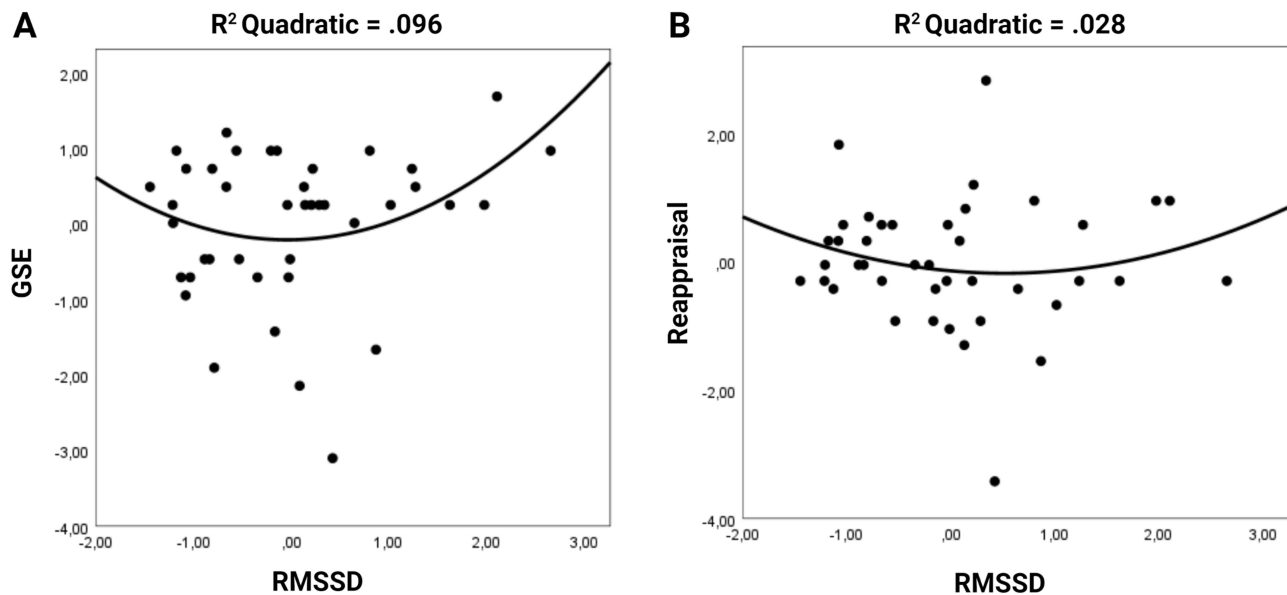 A
R² Quadratic = .096
2,00
1,00
,00
-1,00
-2,00
-3,00
-4,00
GSE
-2,00 -1,00 ,00 1,00 2,00 3,00
RMSSD
B
R² Quadratic = .028
2,00
,00
-2,00
-4,00
Reappraisal
-2,00 -1,00 ,00 1,00 2,00 3,00
RMSSD